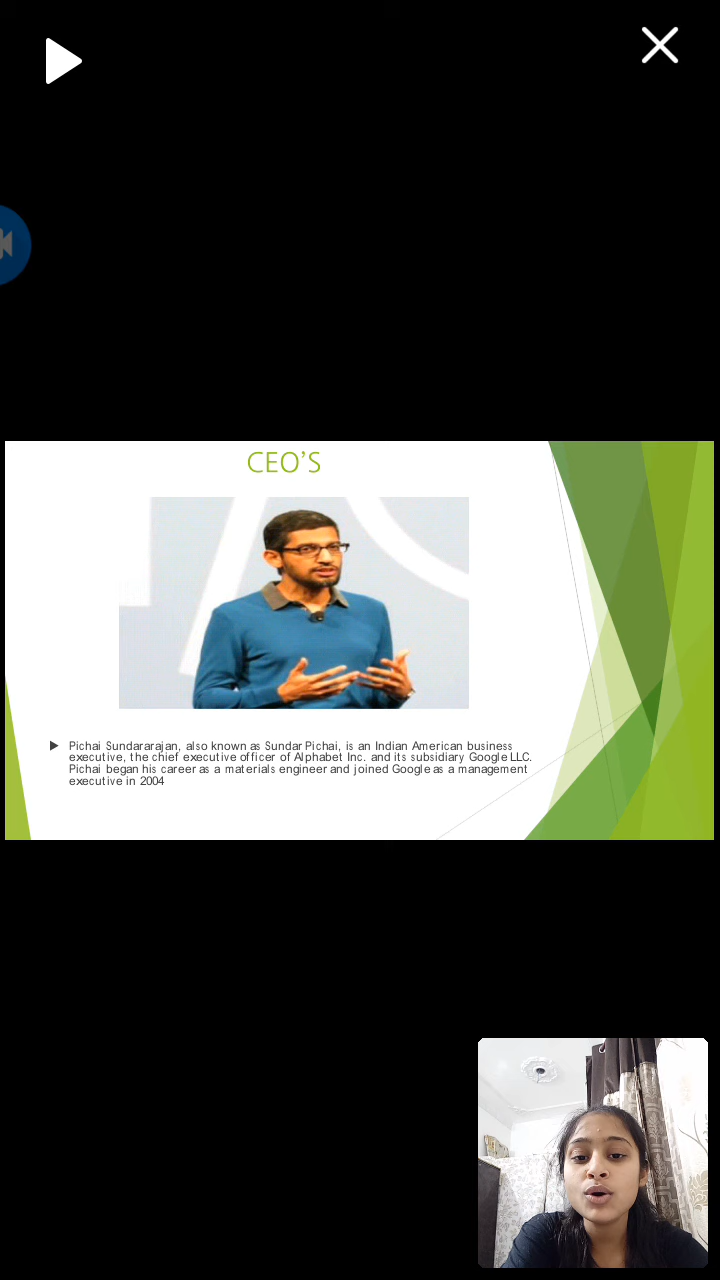 CEO’S
Pichai Sundararajan, also known as Sundar Pichai, is an Indian American business
executive, the chief executive officer of Alphabet Inc. and its subsidiary Google LLC.
Pichai began his career as a materials engineer and joined Google as a management
executive in 2004